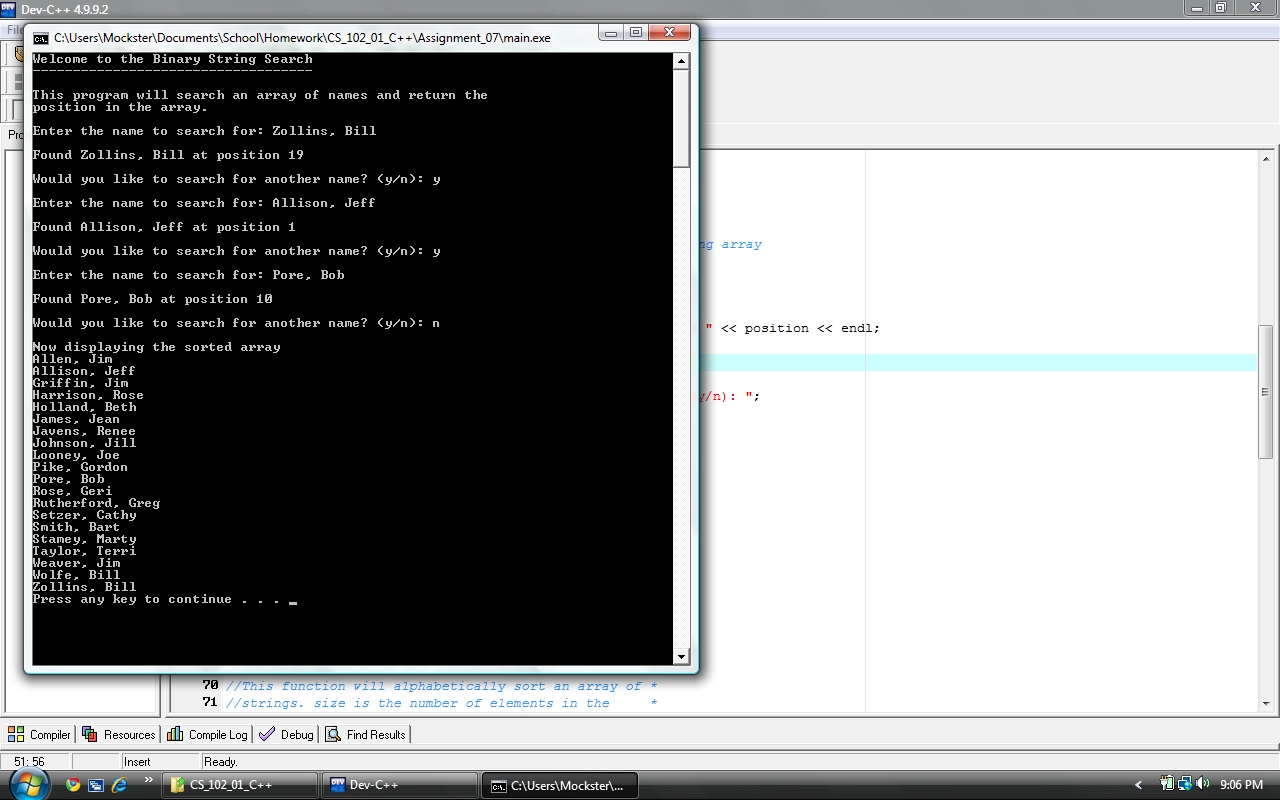 Dev-C++ 4.9.9.2
File
C:\Users\Mockster\Documents\School\Homework\CS_102_01_C++\Assignment_07\main.exe
Welcome to the Binary String Search
-----------------------------------
This program will search an array of names and return the
position in the array.
Enter the name to search for: Zollins, Bill
Found Zollins, Bill at position 19
Would you like to search for another name? (y/n): y
Enter the name to search for: Allison, Jeff
Found Allison, Jeff at position 1
Would you like to search for another name? (y/n): y
Enter the name to search for: Pore, Bob
Found Pore, Bob at position 10
Would you like to search for another name? (y/n): n
Now displaying the sorted array
Allen, Jim
Allison, Jeff
Griffin, Jim
Harrison, Rose
Holland, Beth
James, Jean
Javens, Renee
Johnson, Jill
Looney, Joe
Pike, Gordon
Pore, Bob
Rose, Geri
Rutherford, Greg
Setzer, Cathy
Smith, Bart
Stamey, Marty
Taylor, Terri
Weaver, Jim
Wolfe, Bill
Zollins, Bill
Press any key to continue . . . _
Pro
ng array
" << position << endl;
y/n): ";
70 //This function will alphabetically sort an array of *
71 //strings. size is the number of elements in the *
Compiler Resources Compile Log Debug Find Results
51: 56 Insert Ready.
CS_102_01_C++ Dev-C++ C:\Users\Mockster\... 9:06 PM